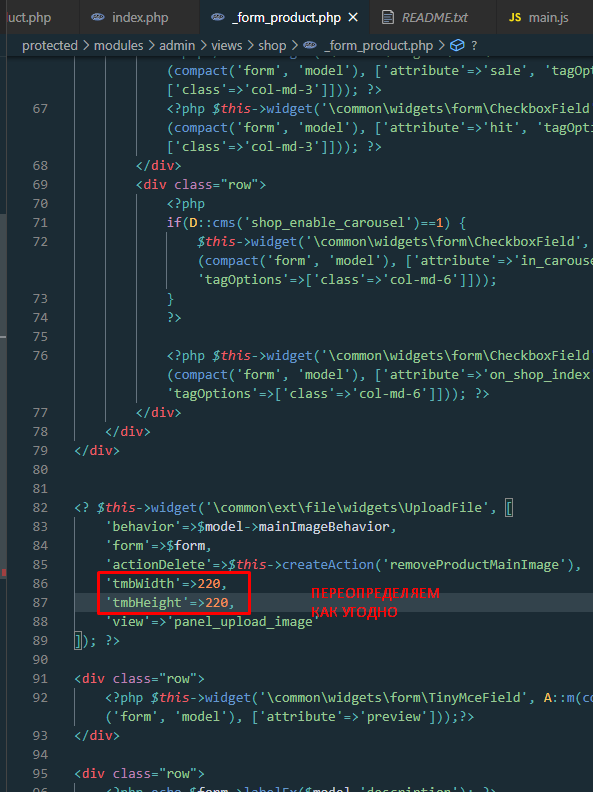 uct.php index.php _form_product.php × README.txt JS main.js
protected > modules > admin > views > shop > _form_product.php > ?
(compact('form', 'model'), ['attribute'=>'sale', 'tagOpti
['class'=>'col-md-3']])); ?>
67 <?php $this->widget('\common\widgets\form\CheckboxField
(compact('form', 'model'), ['attribute'=>'hit', 'tagOptio
['class'=>'col-md-3']])); ?>
68 </div>
69 <div class="row">
70 <?php
71 if(D::cms('shop_enable_carousel')==1) {
72 $this->widget('\common\widgets\form\CheckboxField',
(compact('form', 'model'), ['attribute'=>'in_carouse
'tagOptions'=>['class'=>'col-md-6']]));
73 }
74 ?>
75
76 <?php $this->widget('\common\widgets\form\CheckboxField
(compact('form', 'model'), ['attribute'=>'on_shop_index
'tagOptions'=>['class'=>'col-md-6']])); ?>
77 </div>
78 </div>
79 </div>
80
81
82 <? $this->widget('\common\ext\file\widgets\UploadFile', [
83 'behavior'=>$model->mainImageBehavior,
84 'form'=>$form,
85 'actionDelete'=>$this->createAction('removeProductMainImage'),
86 'tmbWidth'=>220,
87 'tmbHeight'=>220,
ПЕРЕОПРЕДЕЛЯЕМ
КАК УГОДНО
88 'view'=>'panel_upload_image'
89 ]); ?>
90
91 <div class="row">
92 <?php $this->widget('\common\widgets\form\TinyMceField', A::m(co
('form', 'model'), ['attribute'=>'preview']));?>
93 </div>
94
95 <div class="row">
96 <?php echo $form->labelEx($model,'description'); ?>